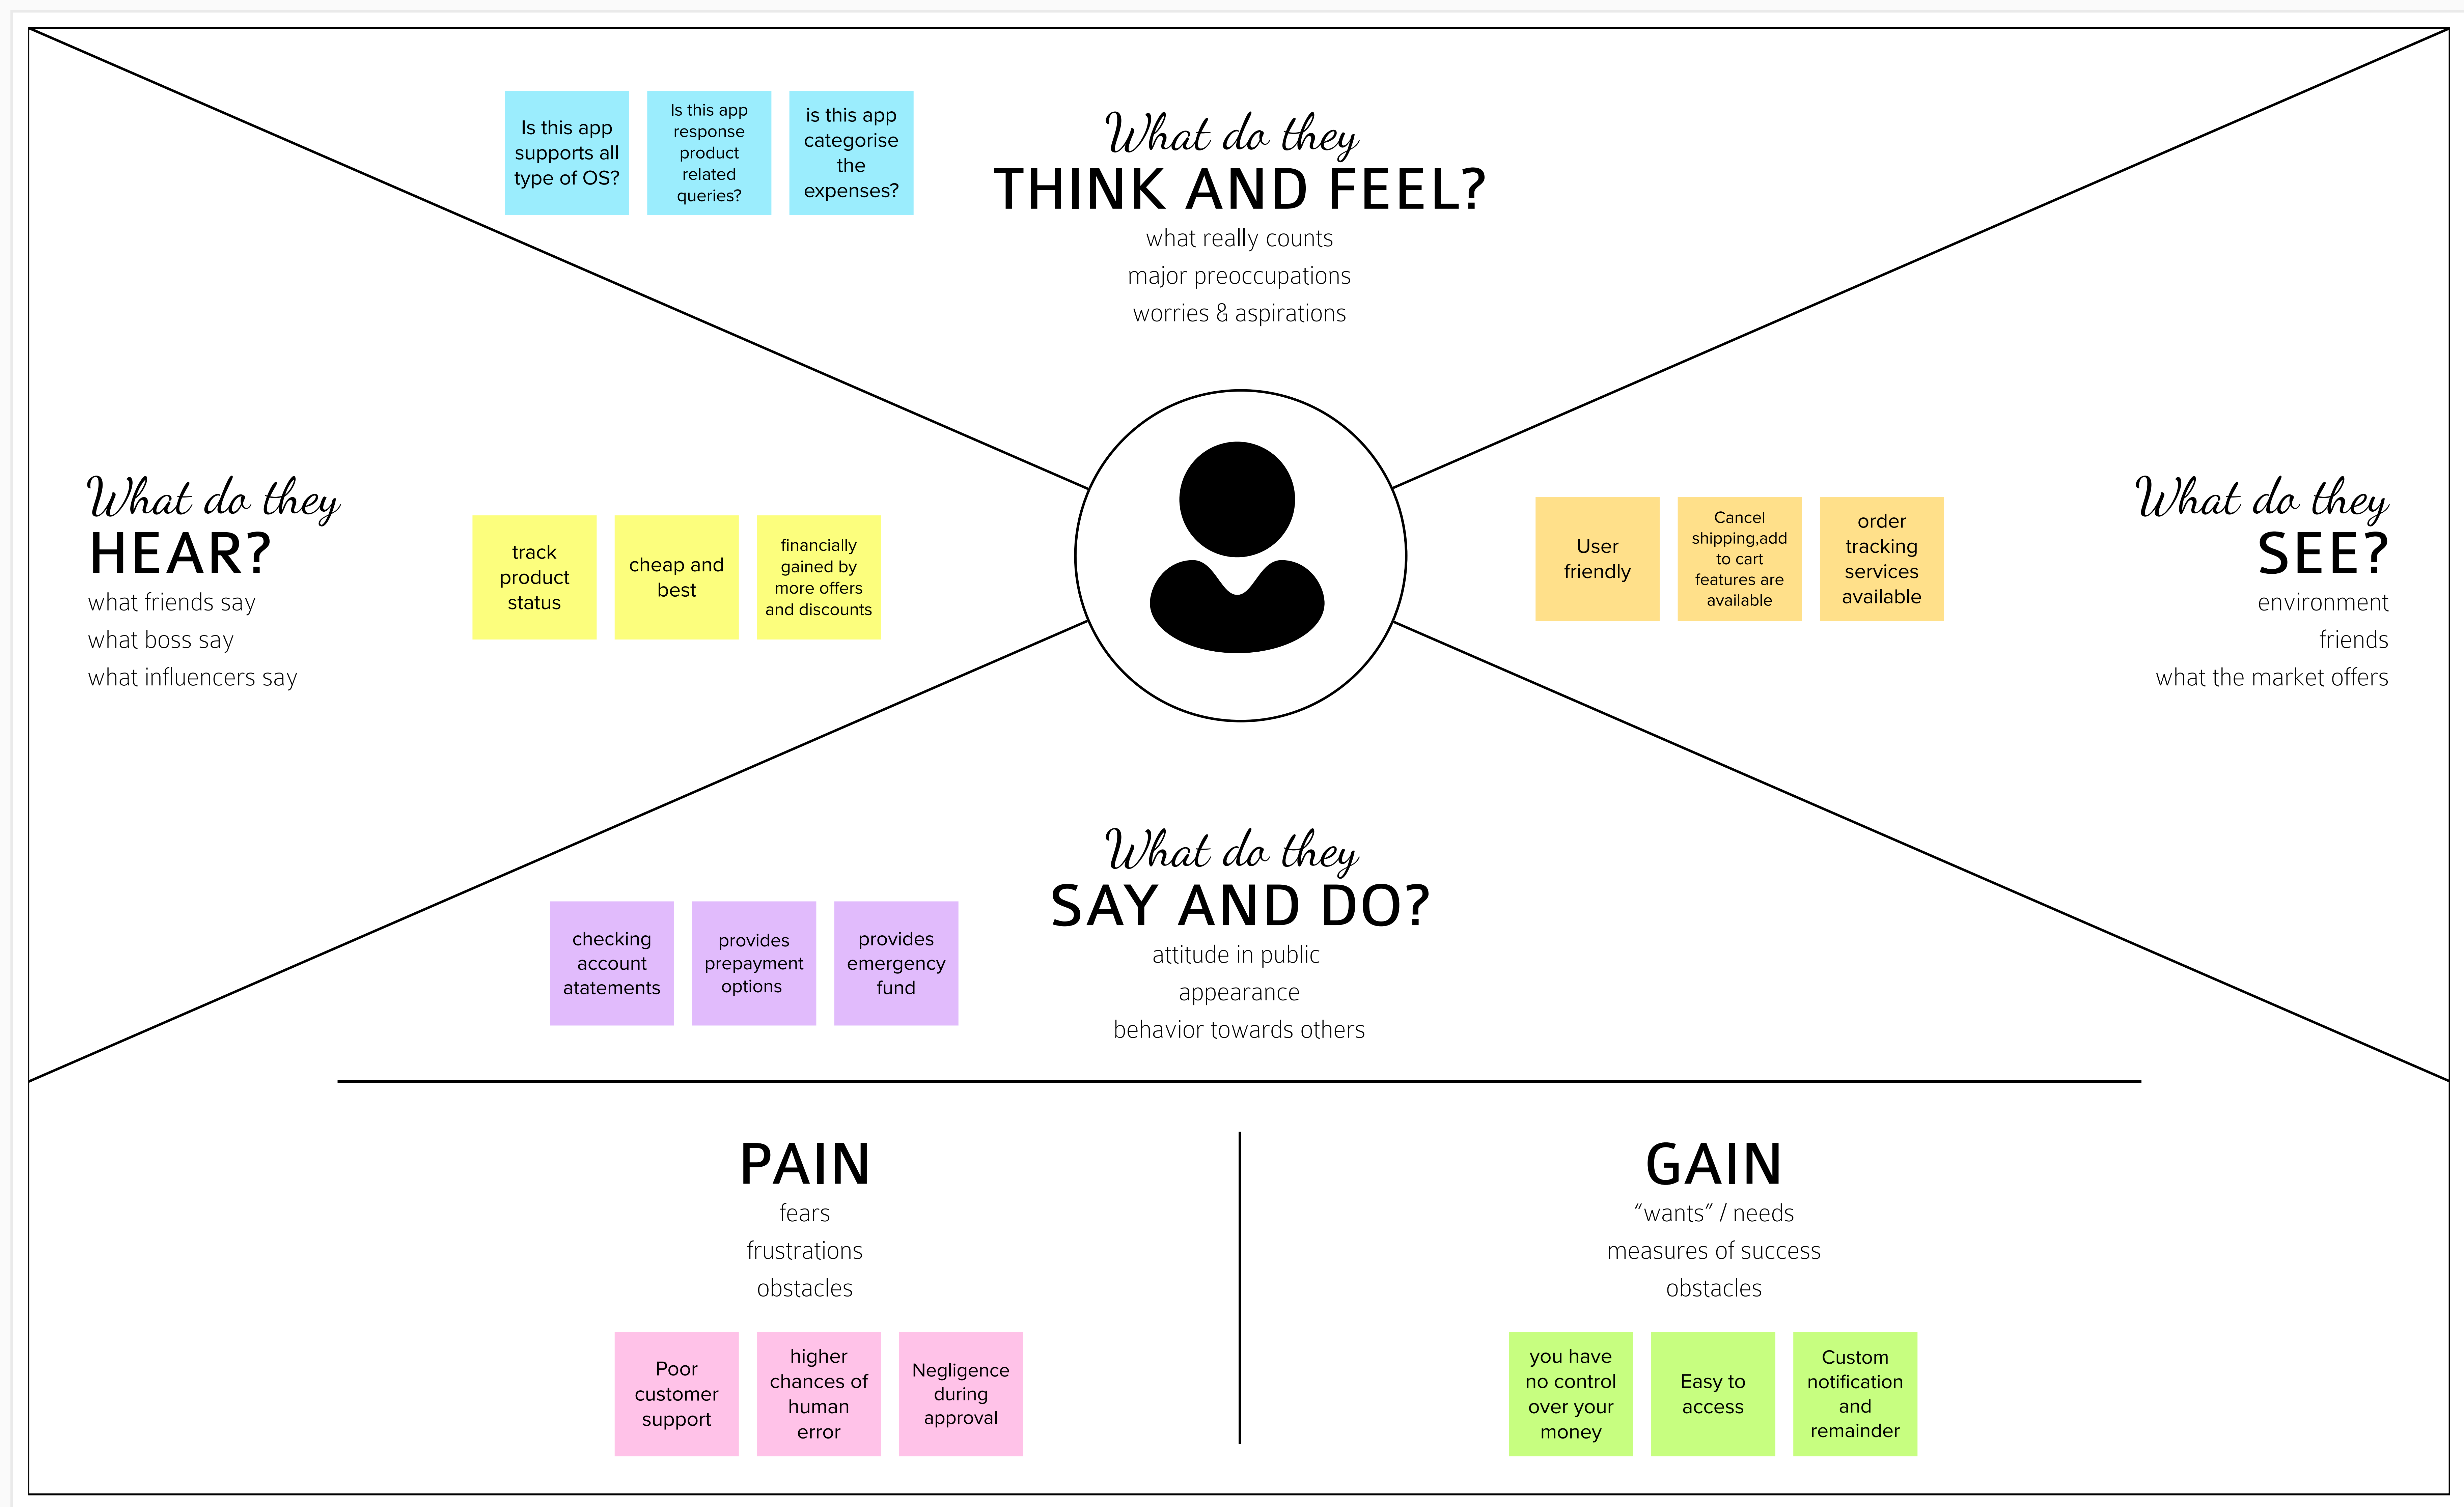 Is this app
supports all
type of OS?
Is this app
response
product
related
queries?
is this app
categorise
the
expenses?
What do they
THINK AND FEEL?
what really counts
major preoccupations
worries & aspirations
What do they
HEAR?
what friends say
what boss say
what influencers say
track
product
status
cheap and
best
financially
gained by
more offers
and discounts
User
friendly
Cancel
shipping,add
to cart
features are
available
order
tracking
services
available
What do they
SEE?
environment
friends
what the market offers
What do they
SAY AND DO?
attitude in public
appearance
behavior towards others
checking
account
atatements
provides
prepayment
options
provides
emergency
fund
PAIN
fears
frustrations
obstacles
Poor
customer
support
higher
chances of
human
error
Negligence
during
approval
GAIN
“wants” / needs
measures of success
obstacles
you have
no control
over your
money
Easy to
access
Custom
notification
and
remainder